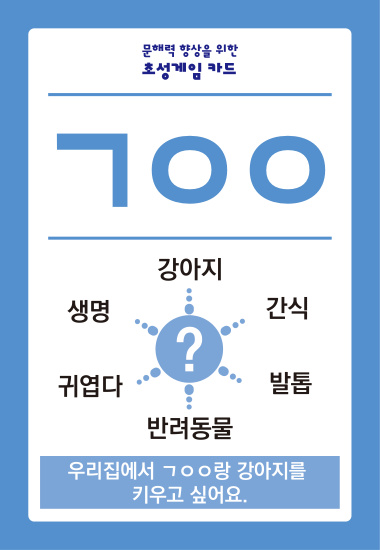 문해력 향상을 위한
초성게임 카드
ㄱㅇㅇ
강아지
생명
간식
?
귀엽다
발톱
반려동물
우리집에서 ㄱㅇㅇ랑 강아지를
키우고 싶어요.